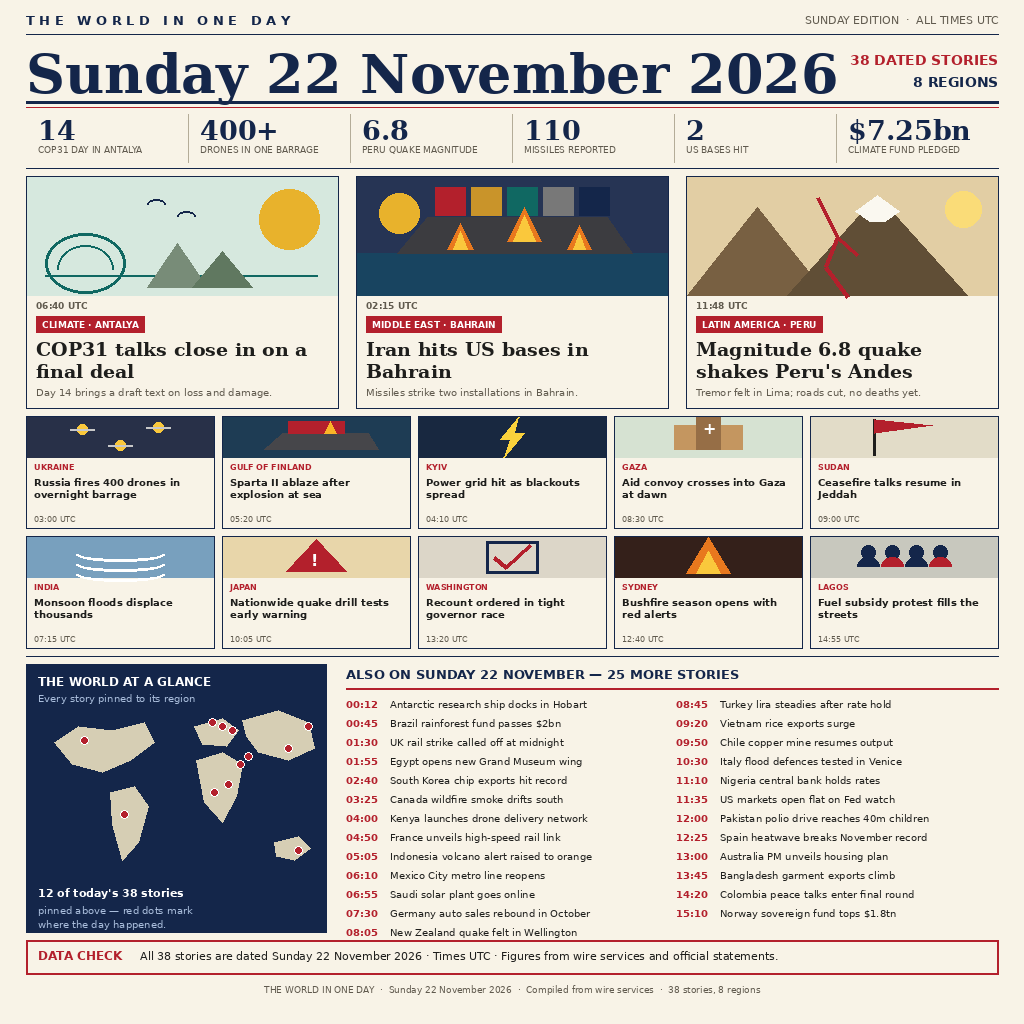 THE WORLD IN ONE DAY
SUNDAY EDITION · ALL TIMES UTC
Sunday 22 November 2026
38 DATED STORIES
8 REGIONS
14
COP31 DAY IN ANTALYA
400+
DRONES IN ONE BARRAGE
6.8
PERU QUAKE MAGNITUDE
110
MISSILES REPORTED
2
US BASES HIT
$7.25bn
CLIMATE FUND PLEDGED
06:40 UTC
CLIMATE · ANTALYA
COP31 talks close in on a
final deal
Day 14 brings a draft text on loss and damage.
02:15 UTC
MIDDLE EAST · BAHRAIN
Iran hits US bases in
Bahrain
Missiles strike two installations in Bahrain.
11:48 UTC
LATIN AMERICA · PERU
Magnitude 6.8 quake
shakes Peru's Andes
Tremor felt in Lima; roads cut, no deaths yet.
UKRAINE
Russia fires 400 drones in
overnight barrage
03:00 UTC
GULF OF FINLAND
Sparta II ablaze after
explosion at sea
05:20 UTC
KYIV
Power grid hit as blackouts
spread
04:10 UTC
+
GAZA
Aid convoy crosses into Gaza
at dawn
08:30 UTC
SUDAN
Ceasefire talks resume in
Jeddah
09:00 UTC
INDIA
Monsoon floods displace
thousands
07:15 UTC
!
JAPAN
Nationwide quake drill tests
early warning
10:05 UTC
WASHINGTON
Recount ordered in tight
governor race
13:20 UTC
SYDNEY
Bushfire season opens with
red alerts
12:40 UTC
LAGOS
Fuel subsidy protest fills the
streets
14:55 UTC
THE WORLD AT A GLANCE
Every story pinned to its region
12 of today's 38 stories
pinned above — red dots mark
where the day happened.
ALSO ON SUNDAY 22 NOVEMBER — 25 MORE STORIES
00:12 Antarctic research ship docks in Hobart
00:45 Brazil rainforest fund passes $2bn
01:30 UK rail strike called off at midnight
01:55 Egypt opens new Grand Museum wing
02:40 South Korea chip exports hit record
03:25 Canada wildfire smoke drifts south
04:00 Kenya launches drone delivery network
04:50 France unveils high-speed rail link
05:05 Indonesia volcano alert raised to orange
06:10 Mexico City metro line reopens
06:55 Saudi solar plant goes online
07:30 Germany auto sales rebound in October
08:05 New Zealand quake felt in Wellington
08:45 Turkey lira steadies after rate hold
09:20 Vietnam rice exports surge
09:50 Chile copper mine resumes output
10:30 Italy flood defences tested in Venice
11:10 Nigeria central bank holds rates
11:35 US markets open flat on Fed watch
12:00 Pakistan polio drive reaches 40m children
12:25 Spain heatwave breaks November record
13:00 Australia PM unveils housing plan
13:45 Bangladesh garment exports climb
14:20 Colombia peace talks enter final round
15:10 Norway sovereign fund tops $1.8tn
DATA CHECK All 38 stories are dated Sunday 22 November 2026 · Times UTC · Figures from wire services and official statements.
THE WORLD IN ONE DAY · Sunday 22 November 2026 · Compiled from wire services · 38 stories, 8 regions